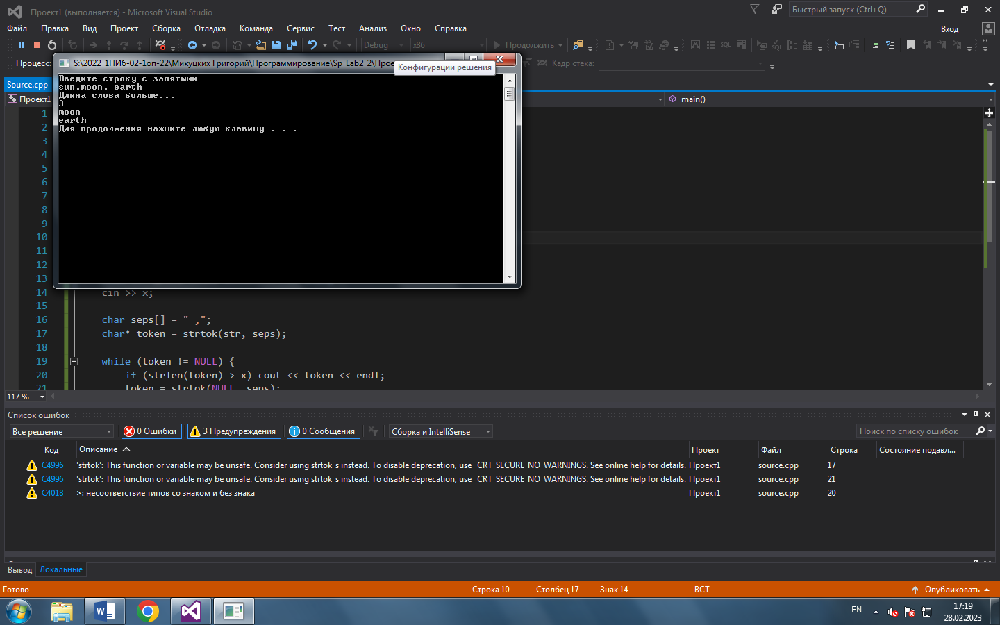 Проект1 (выполняется) - Microsoft Visual Studio
Быстрый запуск (Ctrl+Q)
Файл Правка Вид Проект Сборка Отладка Команда Сервис Тест Анализ Окно Справка
Вход
Debug x86 Продолжить
Процесс:
Кадр стека:
S:\2022_1ПИб-02-1оп-22\Микуцких Григорий\Программирование\Sp_Lab2_2\
Конфигурации решения
Source.cpp
Проект1
main()
Введите строку с запятыми
sun,moon, earth
Длина слова больше...
3
moon
earth
Для продолжения нажмите любую клавишу . . .
1
2
3
4
5
6
7
8
9
10
11
12
13
14 cin >> x;
15
16 char seps[] = " ,";
17 char* token = strtok(str, seps);
18
19 while (token != NULL) {
20 if (strlen(token) > x) cout << token << endl;
21 token = strtok(NULL, seps);
117 %
Список ошибок
Все решение 0 Ошибки 3 Предупреждения 0 Сообщения Сборка и IntelliSense Поиск по списку ошибок
Код Описание Проект Файл Строка Состояние подавл...
C4996 'strtok': This function or variable may be unsafe. Consider using strtok_s instead. To disable deprecation, use _CRT_SECURE_NO_WARNINGS. See online help for details. Проект1 source.cpp 17
C4996 'strtok': This function or variable may be unsafe. Consider using strtok_s instead. To disable deprecation, use _CRT_SECURE_NO_WARNINGS. See online help for details. Проект1 source.cpp 21
C4018 >: несоответствие типов со знаком и без знака Проект1 source.cpp 20
Вывод Локальные
Готово Строка 10 Столбец 17 Знак 14 ВСТ Опубликовать
EN
17:19
28.02.2023